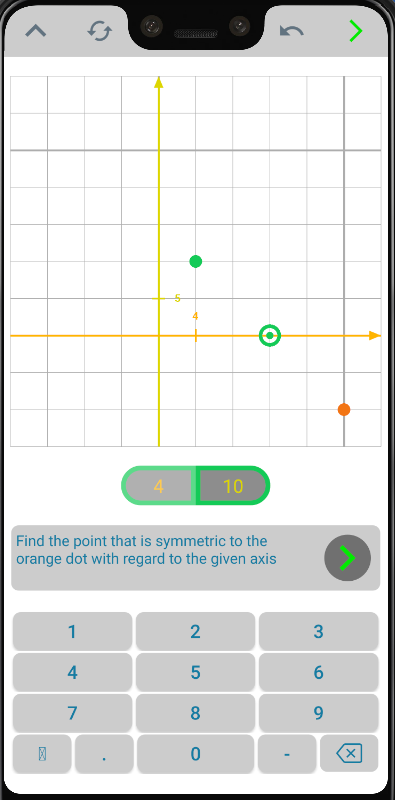 5
4
4 10
Find the point that is symmetric to the
orange dot with regard to the given axis
1 2 3
4 5 6
7 8 9
. 0 -